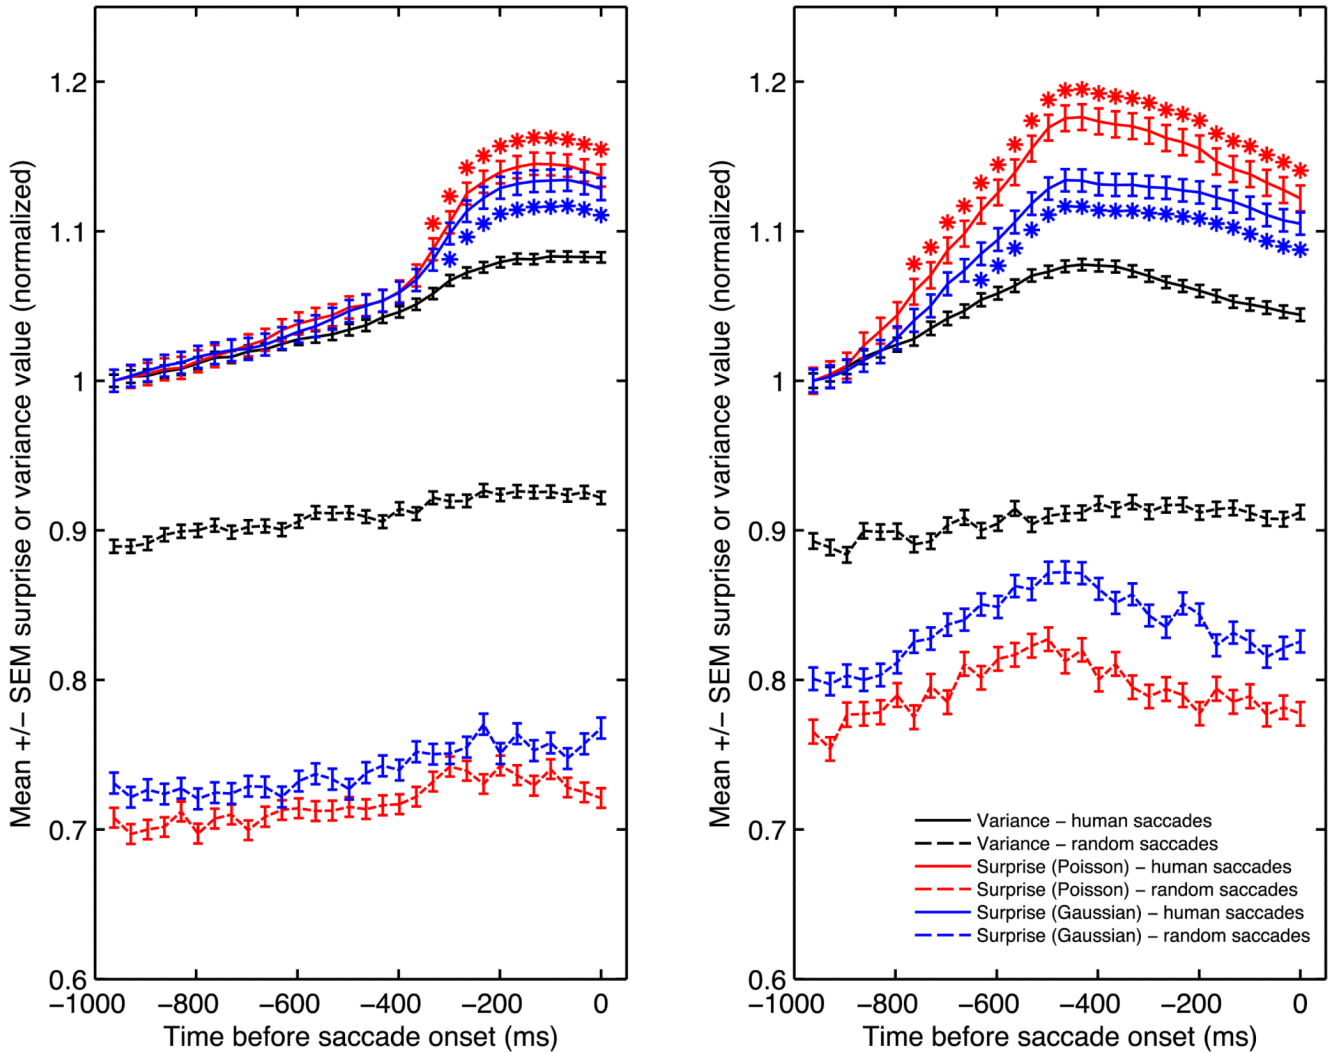 Mean +/− SEM surprise or variance value (normalized)
1.2
1.1
1
0.9
0.8
0.7
0.6
−1000 −800 −600 −400 −200 0
Time before saccade onset (ms)
Mean +/− SEM surprise or variance value (normalized)
1.2
1.1
1
0.9
0.8
0.7
0.6
−1000 −800 −600 −400 −200 0
Time before saccade onset (ms)
Variance − human saccades
Variance − random saccades
Surprise (Poisson) − human saccades
Surprise (Poisson) − random saccades
Surprise (Gaussian) − human saccades
Surprise (Gaussian) − random saccades